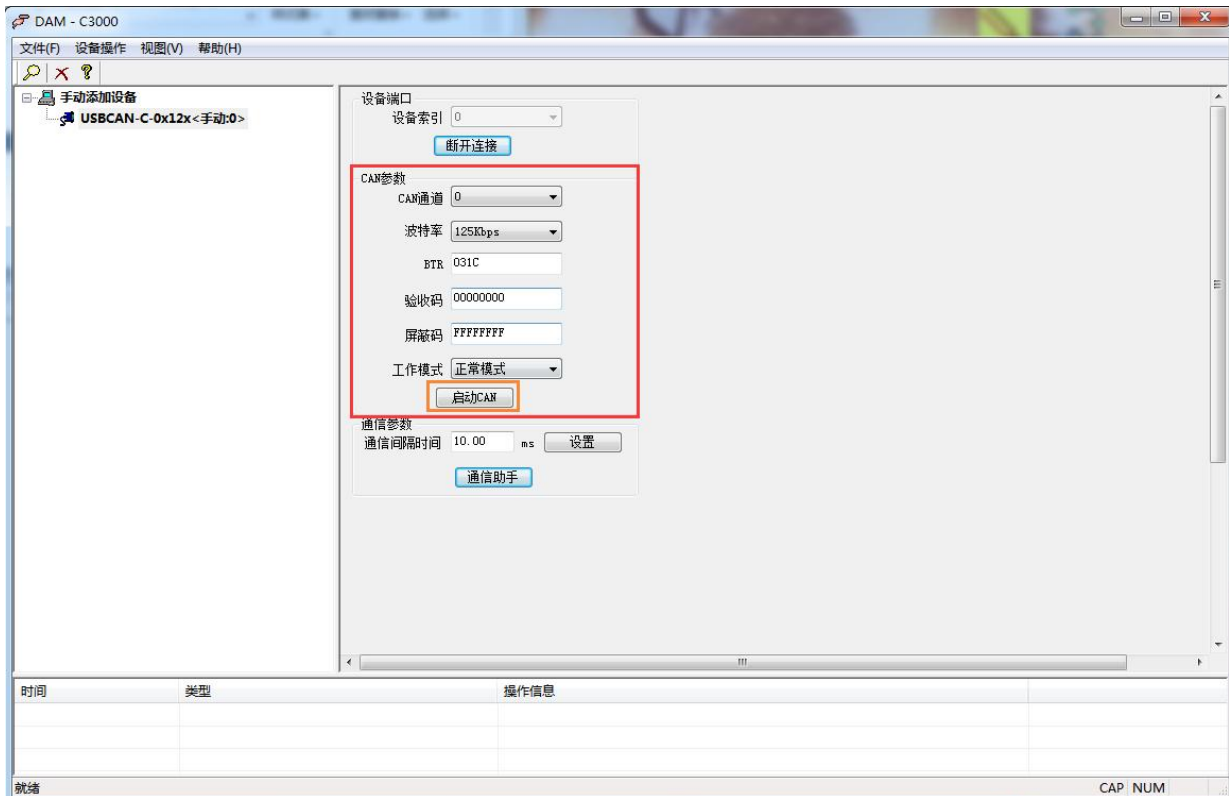 DAM - C3000
文件(F) 设备操作 视图(V) 帮助(H)
手动添加设备
USBCAN-C-0x12x<手动:0>
设备端口
设备索引 0
断开连接
CAN参数
CAN通道 0
波特率 125Kbps
BTR 031C
验收码 00000000
屏蔽码 FFFFFFFF
工作模式 正常模式
启动CAN
通信参数
通信间隔时间 10.00 ms 设置
通信助手
时间 类型 操作信息
就绪 CAP NUM